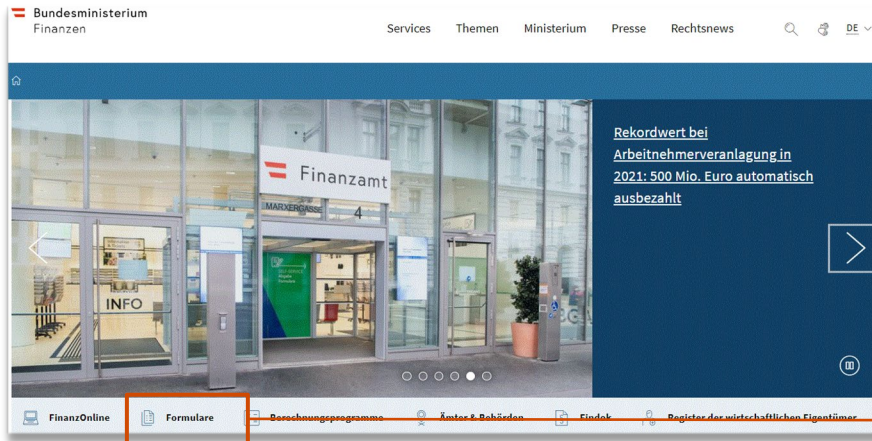 Bundesministerium
Finanzen
Services Themen Ministerium Presse Rechtsnews DE
Rekordwert bei
Arbeitnehmerveranlagung in
2021: 500 Mio. Euro automatisch
ausbezahlt
Finanzamt
MARXERGASSE 4
INFO
FinanzOnline Formulare Berechnungsprogramme Ämter & Behörden Findok Register der wirtschaftlichen Eigentümer